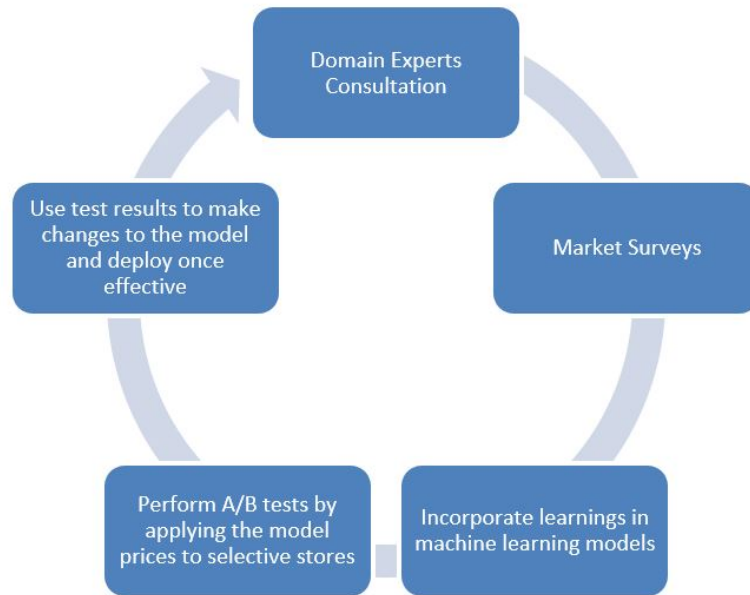 Domain Experts
Consultation
Market Surveys
Incorporate learnings in
machine learning models
Perform A/B tests by
applying the model
prices to selective stores
Use test results to make
changes to the model
and deploy once
effective